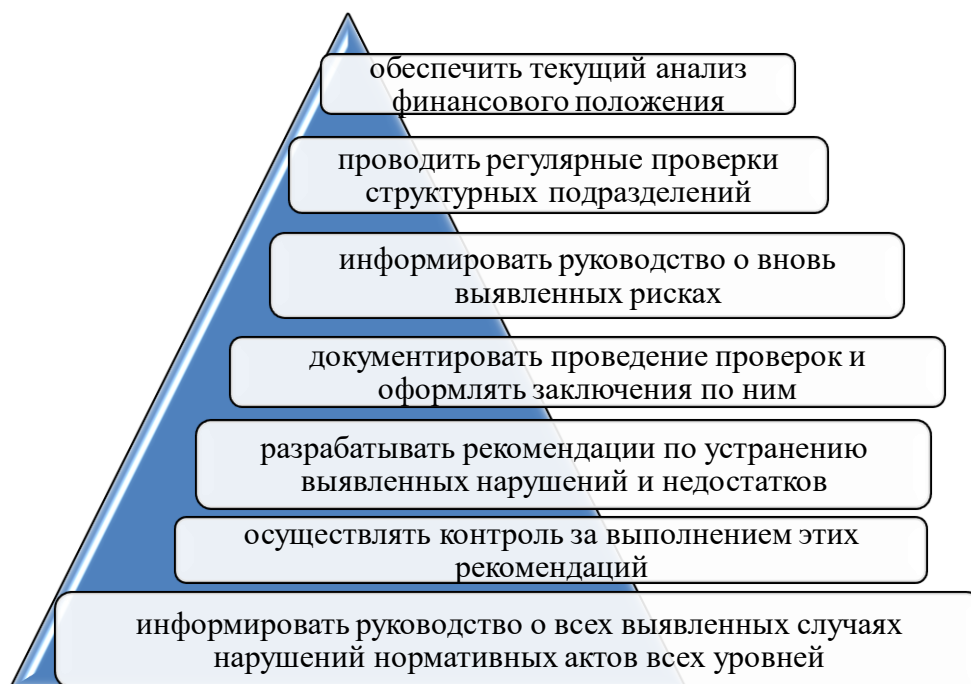 обеспечить текущий анализ
финансового положения
проводить регулярные проверки
структурных подразделений
информировать руководство о вновь
выявленных рисках
документировать проведение проверок и
оформлять заключения по ним
разрабатывать рекомендации по устранению
выявленных нарушений и недостатков
осуществлять контроль за выполнением этих
рекомендаций
информировать руководство о всех выявленных случаях
нарушений нормативных актов всех уровней